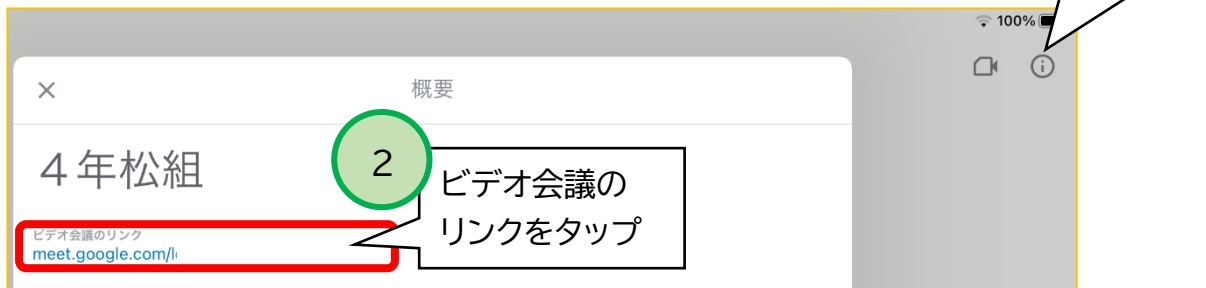 100%
概要
４年松組
2
ビデオ会議の
リンクをタップ
ビデオ会議のリンク
meet.google.com/l